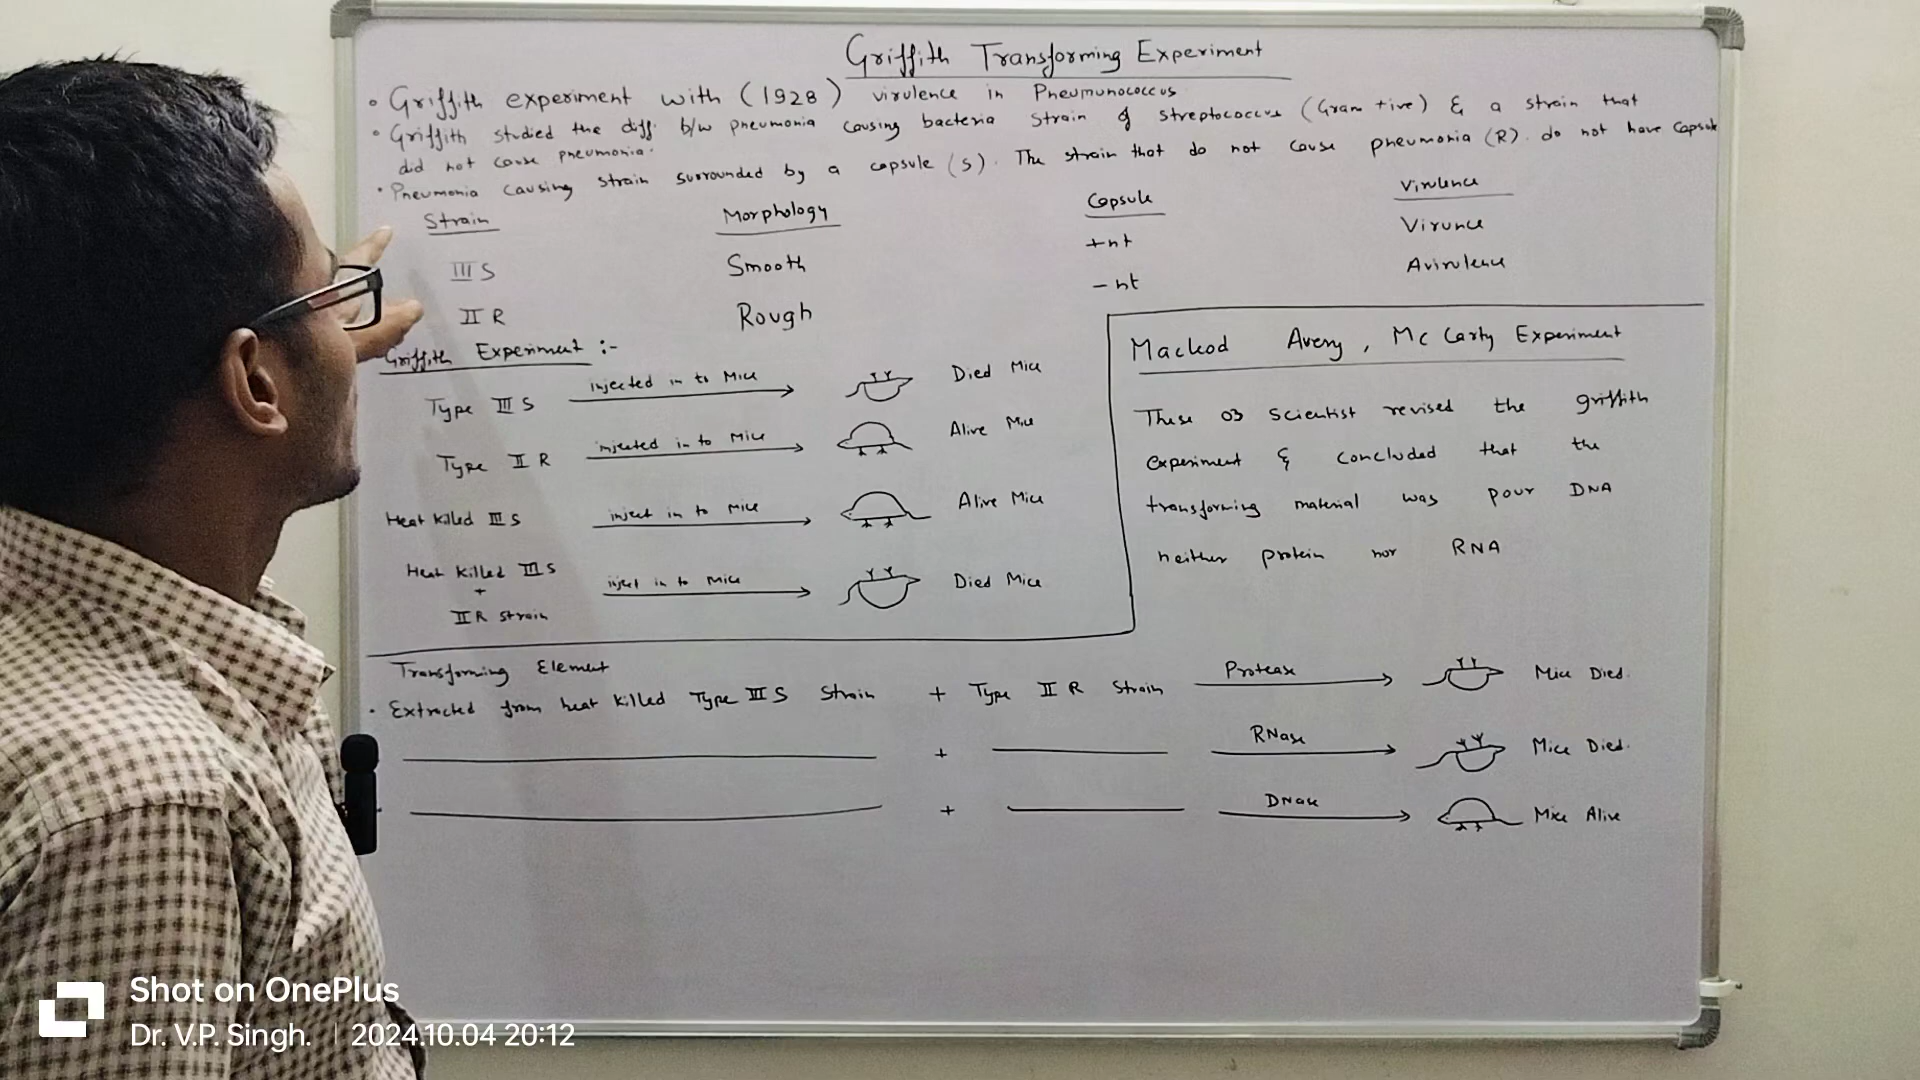 Griffith Transforming Experiment
• Griffith experiment with (1928) virulence in Pneumunococcus
• Griffith studied the diff. b/w pneumonia causing bacteria strain of streptococcus (Gram +ive) & a strain that
did not cause pneumonia.
• Pneumonia causing strain surrounded by a capsule (S). The strain that do not cause pneumonia (R). do not have capsule
Strain Morphology Capsule Virulence
III S Smooth +nt Virunce
II R Rough -nt Avirulence
Griffith Experiment :-
Type III S injected in to Mice Died Mice
Type II R injected in to Mice Alive Mice
Heat killed III S inject in to Mice Alive Mice
Heat killed III S
+
II R strain
inject in to Mice Died Mice
Macleod Avery, Mc Carty Experiment
These 03 scientist revised the griffith
experiment & concluded that the
transforming material was pour DNA
neither protein nor RNA
Transforming Element
• Extracted from heat killed Type III S Strain + Type II R Strain Protease Mice Died.
+ RNase Mice Died.
+ DNase Mice Alive
Shot on OnePlus
Dr. V.P. Singh. | 2024.10.04 20:12